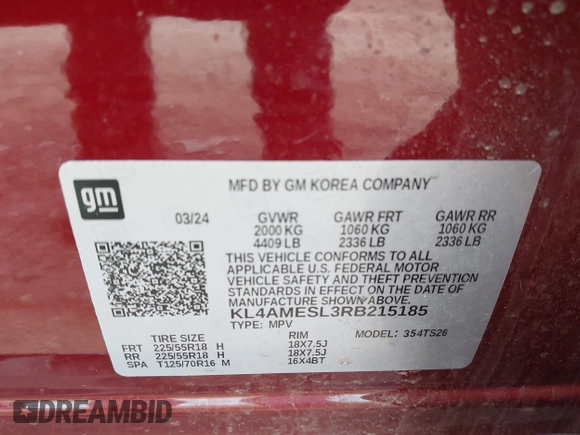 gm
MFD BY GM KOREA COMPANY
03/24 GVWR GAWR FRT GAWR RR
2000 KG 1060 KG 1060 KG
4409 LB 2336 LB 2336 LB
THIS VEHICLE CONFORMS TO ALL
APPLICABLE U.S. FEDERAL MOTOR
VEHICLE SAFETY AND THEFT PREVENTION
STANDARDS IN EFFECT ON THE DATE OF
MANUFACTURE SHOWN ABOVE.
KL4AMESL3RB215185
TYPE: MPV MODEL: 354TS26
TIRE SIZE RIM
FRT 225/55R18 H 18X7.5J
RR 225/55R18 H 18X7.5J
SPA T125/70R16 M 16X4BT
DREAMBID